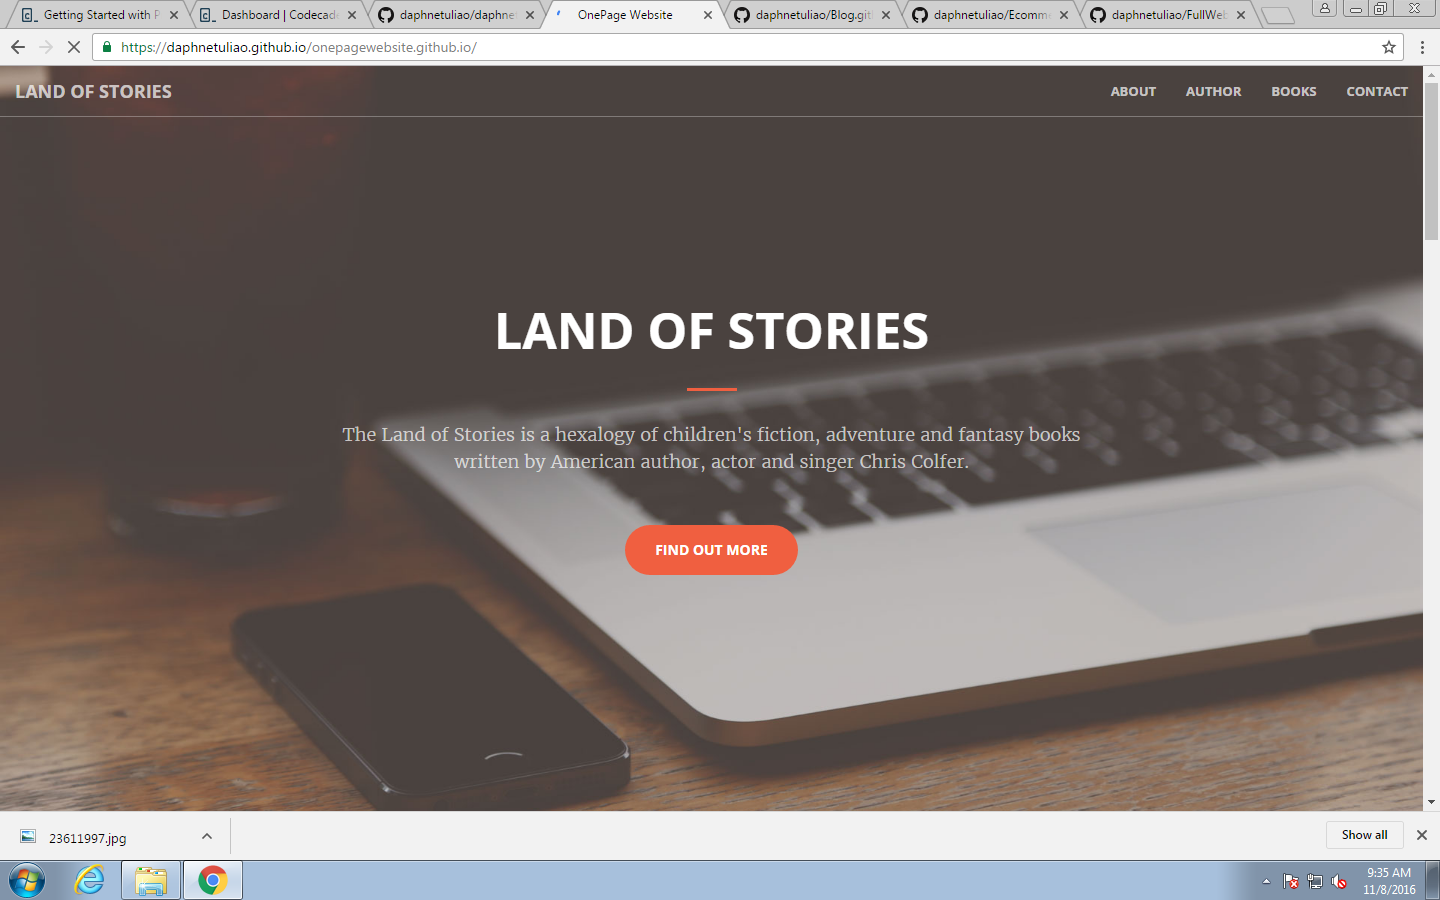 Getting Started with P
Dashboard | Codecad
daphnetuliao/daphnet
OnePage Website
daphnetuliao/Blog.git
daphnetuliao/Ecomme
daphnetuliao/FullWeb
https://daphnetuliao.github.io/onepagewebsite.github.io/
LAND OF STORIES
ABOUT
AUTHOR
BOOKS
CONTACT
LAND OF STORIES
The Land of Stories is a hexalogy of children's fiction, adventure and fantasy books
written by American author, actor and singer Chris Colfer.
FIND OUT MORE
23611997.jpg
Show all
9:35 AM
11/8/2016